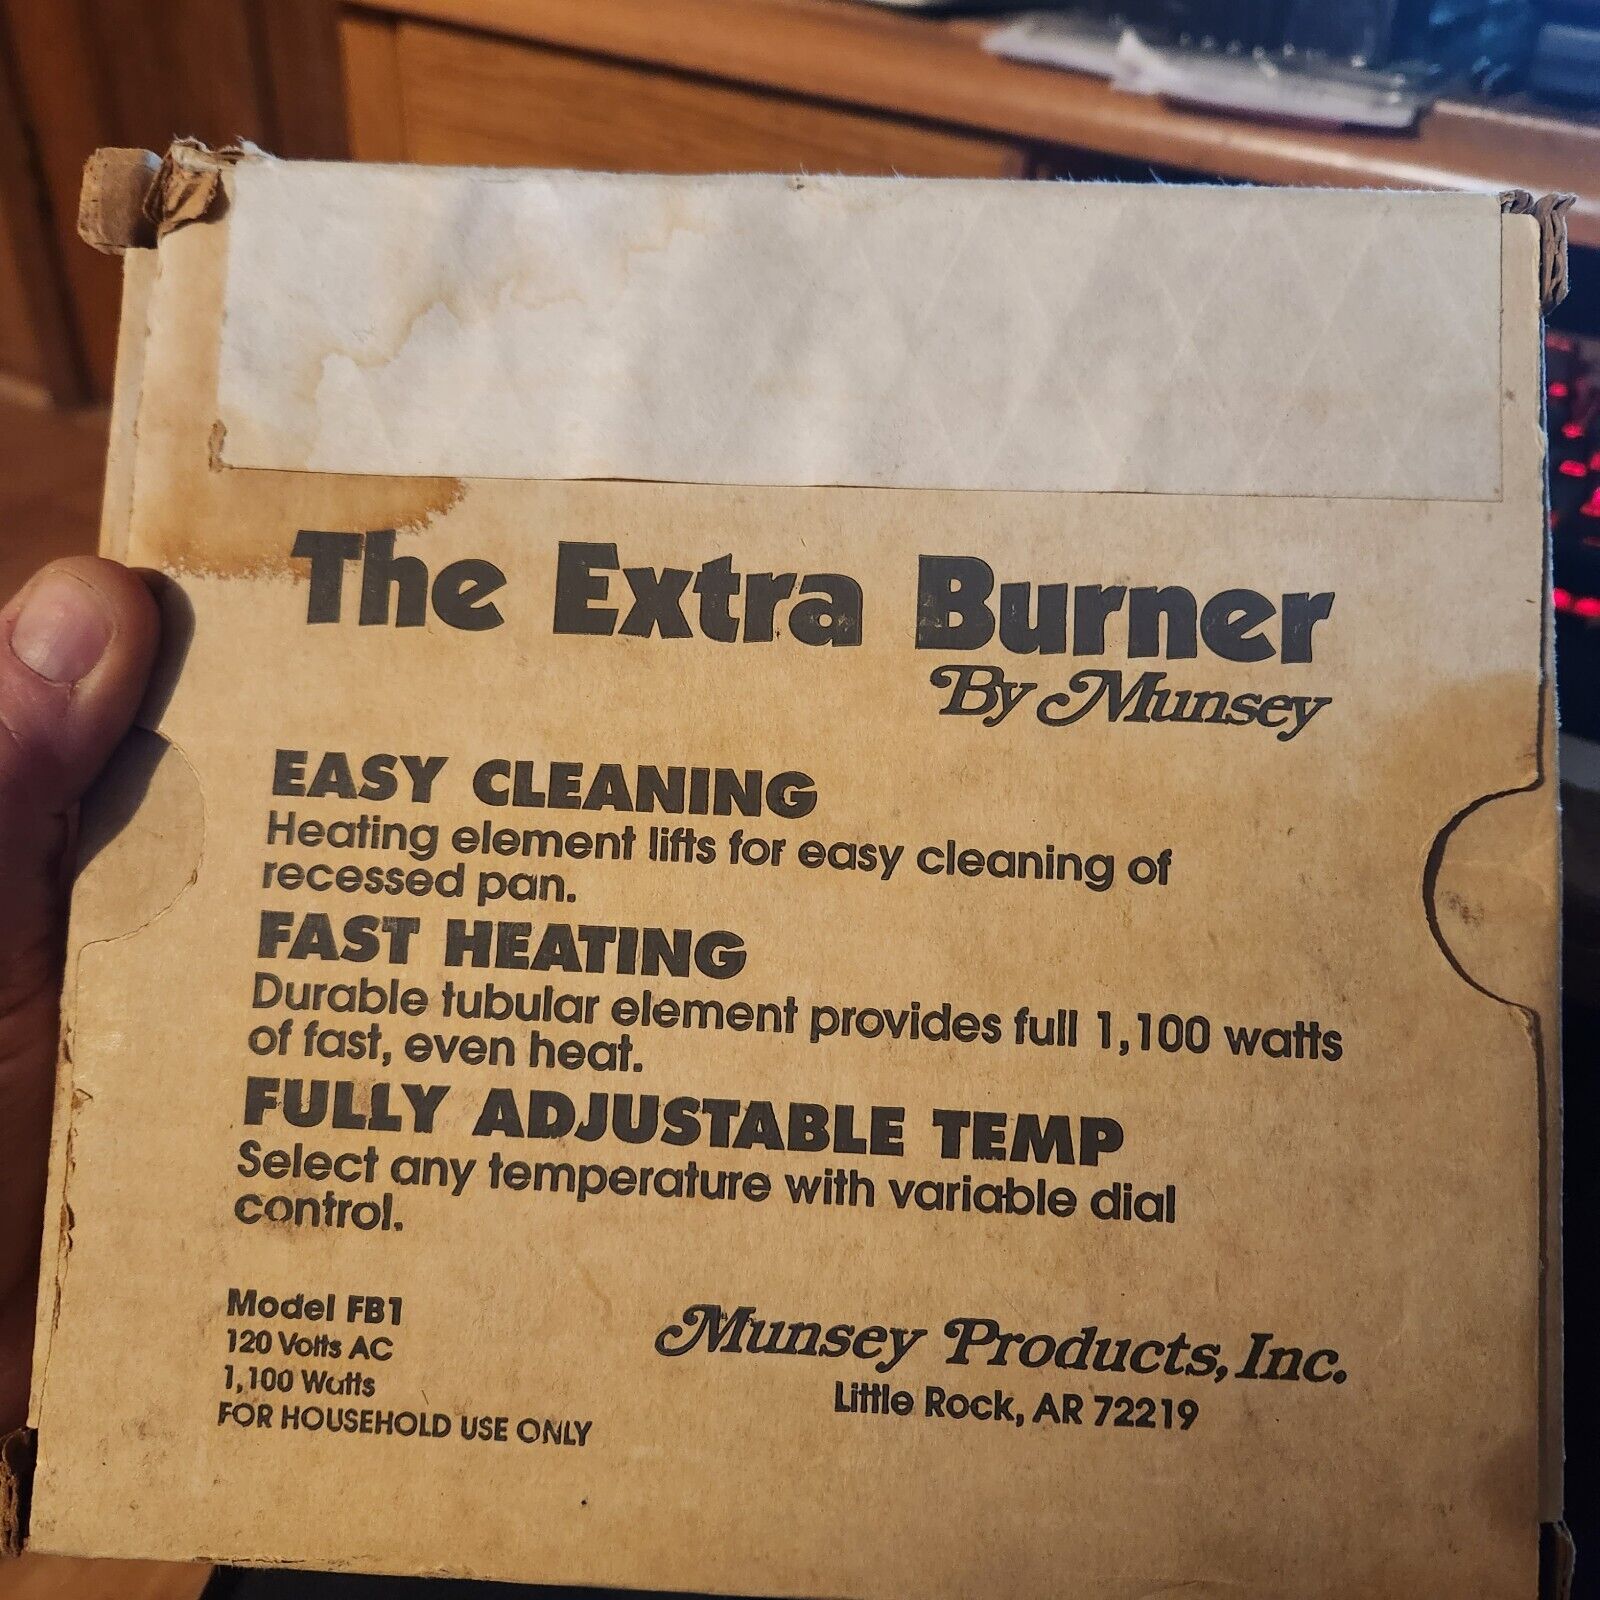 The Extra Burner
By Munsey
EASY CLEANING
Heating element lifts for easy cleaning of
recessed pan.
FAST HEATING
Durable tubular element provides full 1,100 watts
of fast, even heat.
FULLY ADJUSTABLE TEMP
Select any temperature with variable dial
control.
Model FB1
120 Volts AC
1,100 Watts
FOR HOUSEHOLD USE ONLY
Munsey Products, Inc.
Little Rock, AR 72219